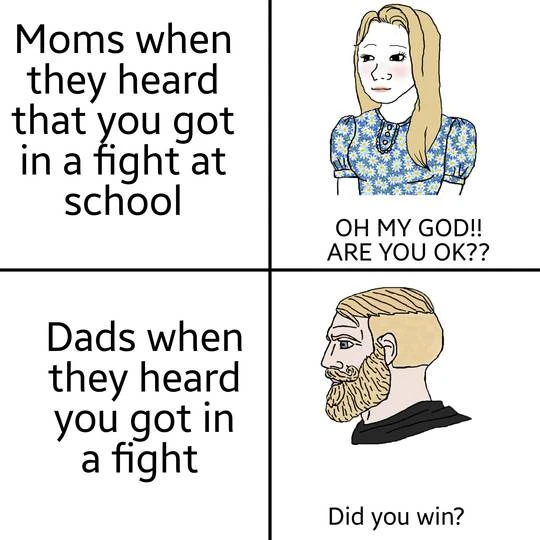 Moms when
they heard
that you got
in a fight at
school
OH MY GOD!!
ARE YOU OK??
Dads when
they heard
you got in
a fight
Did you win?